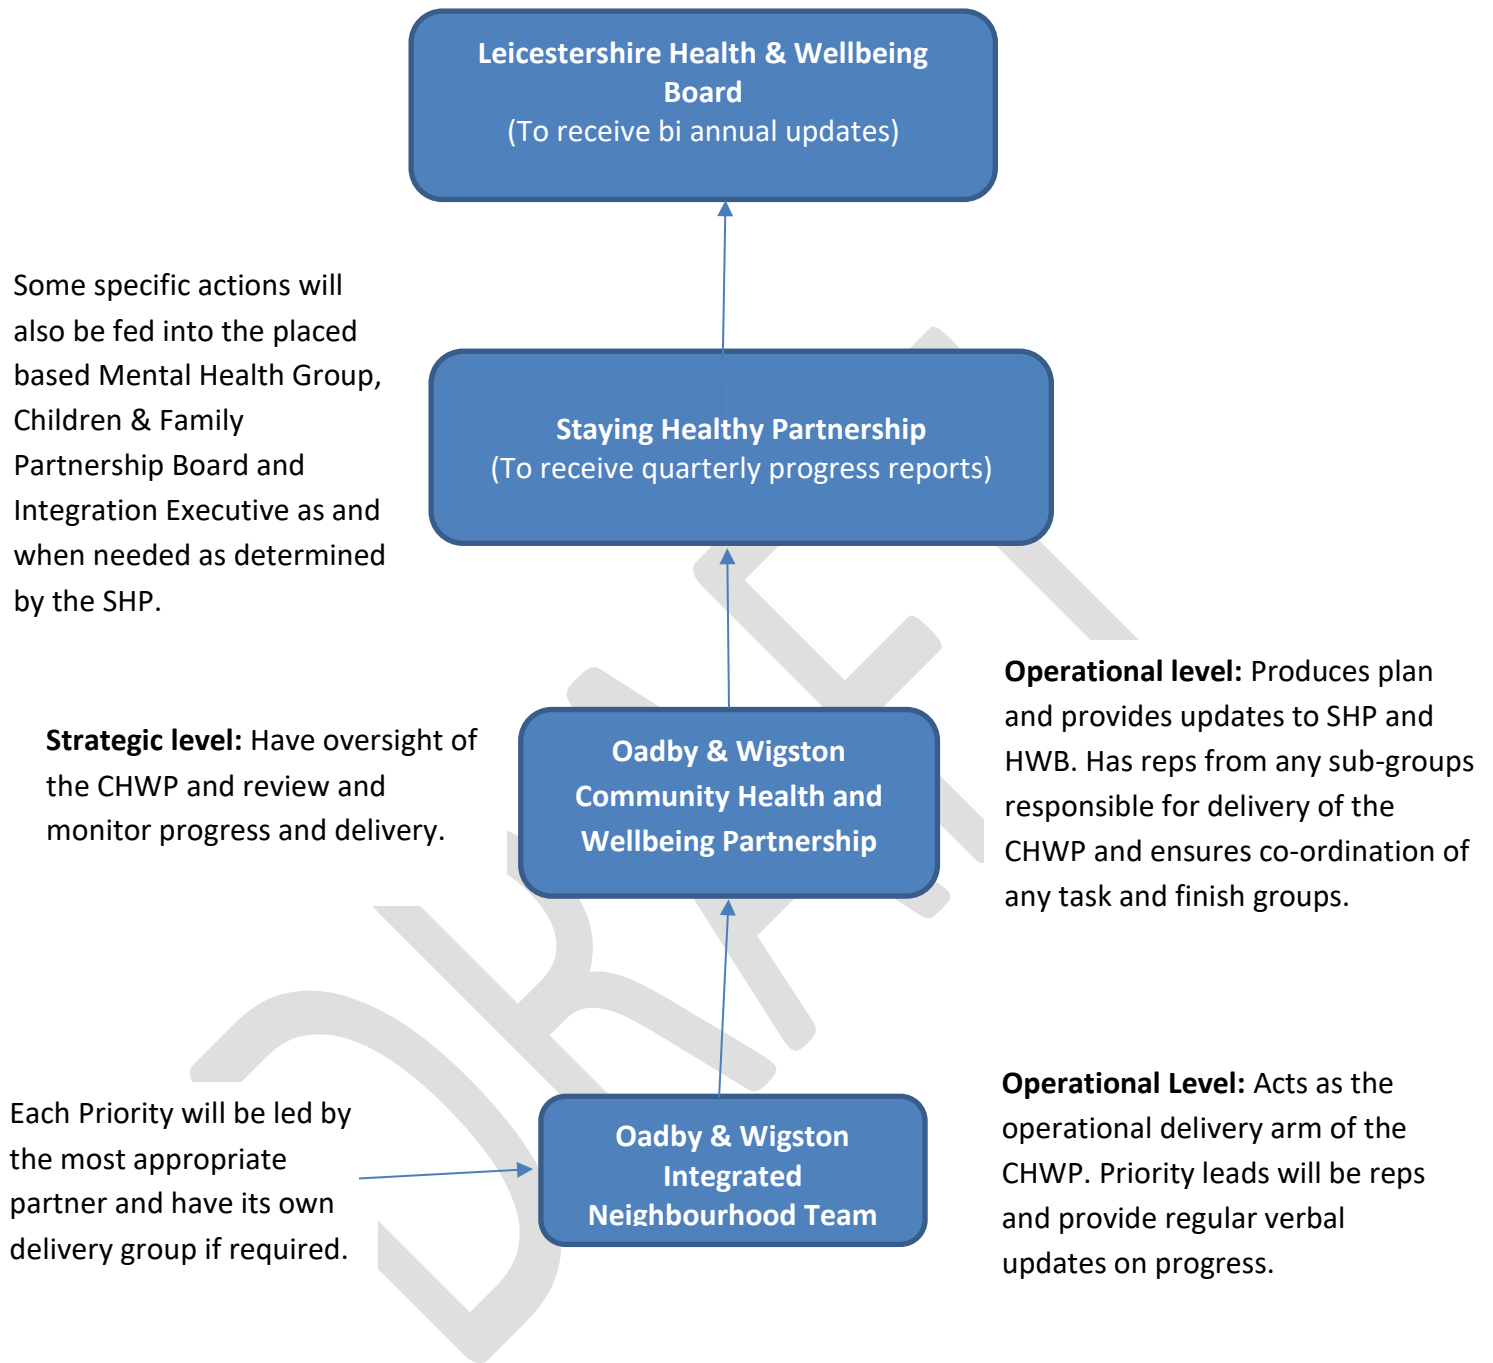 Leicestershire Health & Wellbeing
Board
(To receive bi annual updates)
Some specific actions will
also be fed into the placed
based Mental Health Group,
Children & Family
Partnership Board and
Integration Executive as and
when needed as determined
by the SHP.
Staying Healthy Partnership
(To receive quarterly progress reports)
Strategic level: Have oversight of
the CHWP and review and
monitor progress and delivery.
Oadby & Wigston
Community Health and
Wellbeing Partnership
Operational level: Produces plan
and provides updates to SHP and
HWB. Has reps from any sub-groups
responsible for delivery of the
CHWP and ensures co-ordination of
any task and finish groups.
Each Priority will be led by
the most appropriate
partner and have its own
delivery group if required.
Oadby & Wigston
Integrated
Neighbourhood Team
Operational Level: Acts as the
operational delivery arm of the
CHWP. Priority leads will be reps
and provide regular verbal
updates on progress.
DRAFT